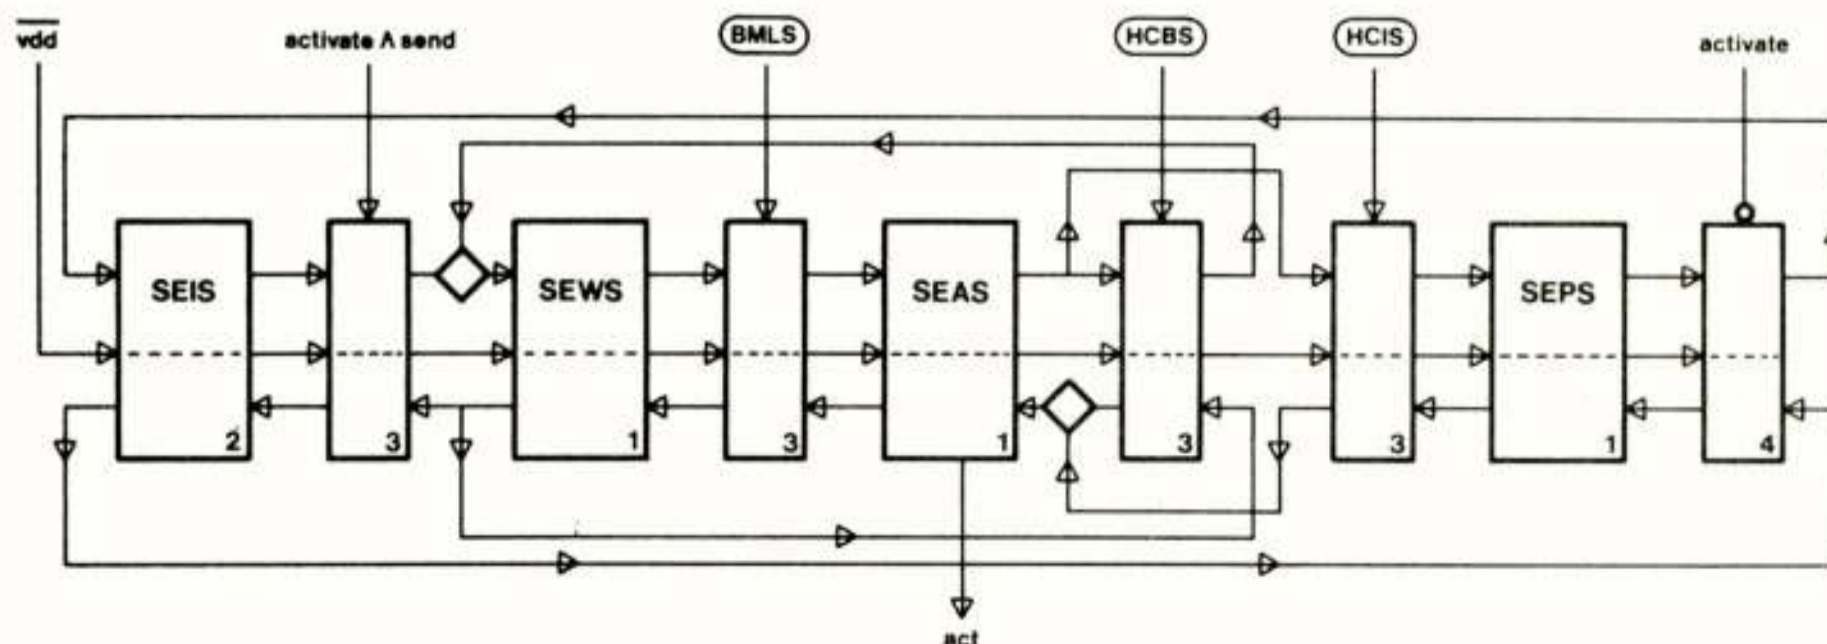 vdd
activate Λ send
BMLS
HCBS
HCIS
activate
SEIS
SEWS
SEAS
SEPS
2
3
1
3
1
3
3
1
4
act